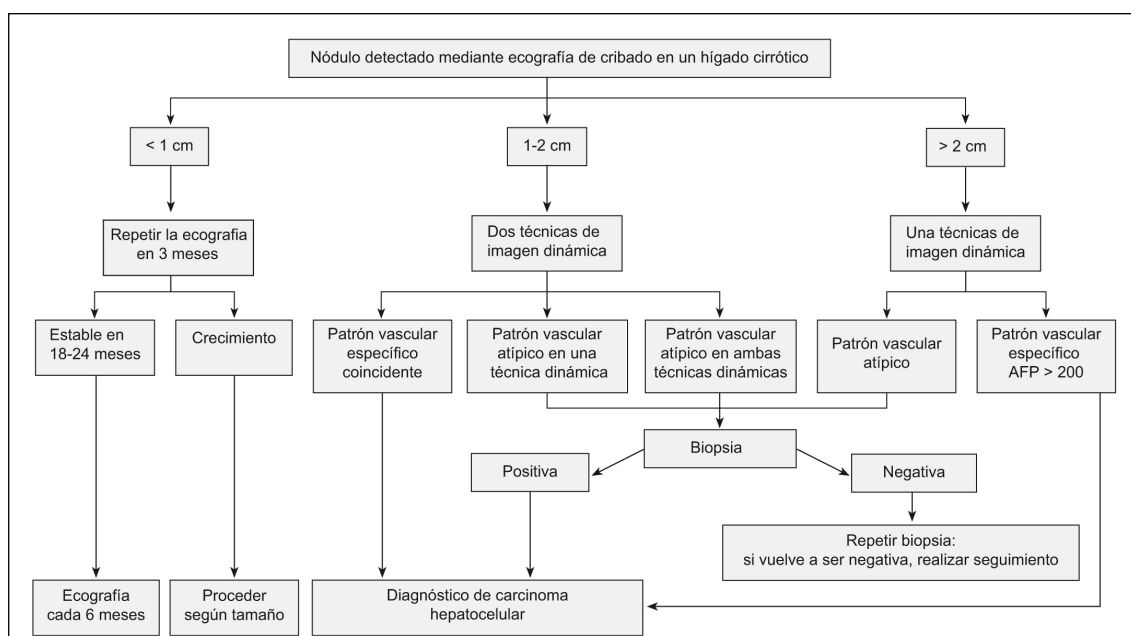 Nódulo detectado mediante ecografía de cribado en un hígado cirrótico
< 1 cm
1-2 cm
> 2 cm
Repetir la ecografia
en 3 meses
Dos técnicas de
imagen dinámica
Una técnicas de
imagen dinámica
Estable en
18-24 meses
Crecimiento
Patrón vascular
específico
coincidente
Patrón vascular
atípico en una
técnica dinámica
Patrón vascular
atípico en ambas
técnicas dinámicas
Patrón vascular
atípico
Patrón vascular
específico
AFP > 200
Biopsia
Positiva
Negativa
Repetir biopsia:
si vuelve a ser negativa, realizar seguimiento
Ecografía
cada 6 meses
Proceder
según tamaño
Diagnóstico de carcinoma
hepatocelular